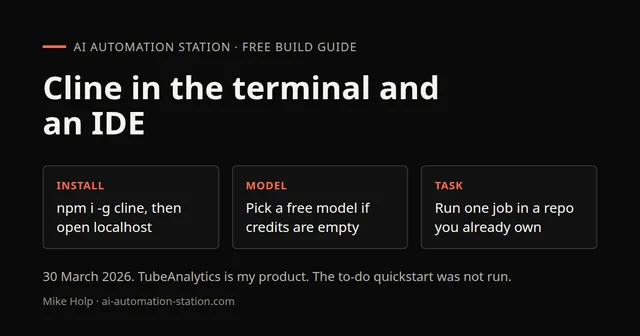 AI AUTOMATION STATION · FREE BUILD GUIDE
Cline in the terminal and
an IDE
INSTALL
npm i -g cline, then
open localhost
MODEL
Pick a free model if
credits are empty
TASK
Run one job in a repo
you already own
30 March 2026. TubeAnalytics is my product. The to-do quickstart was not run.
Mike Holp · ai-automation-station.com